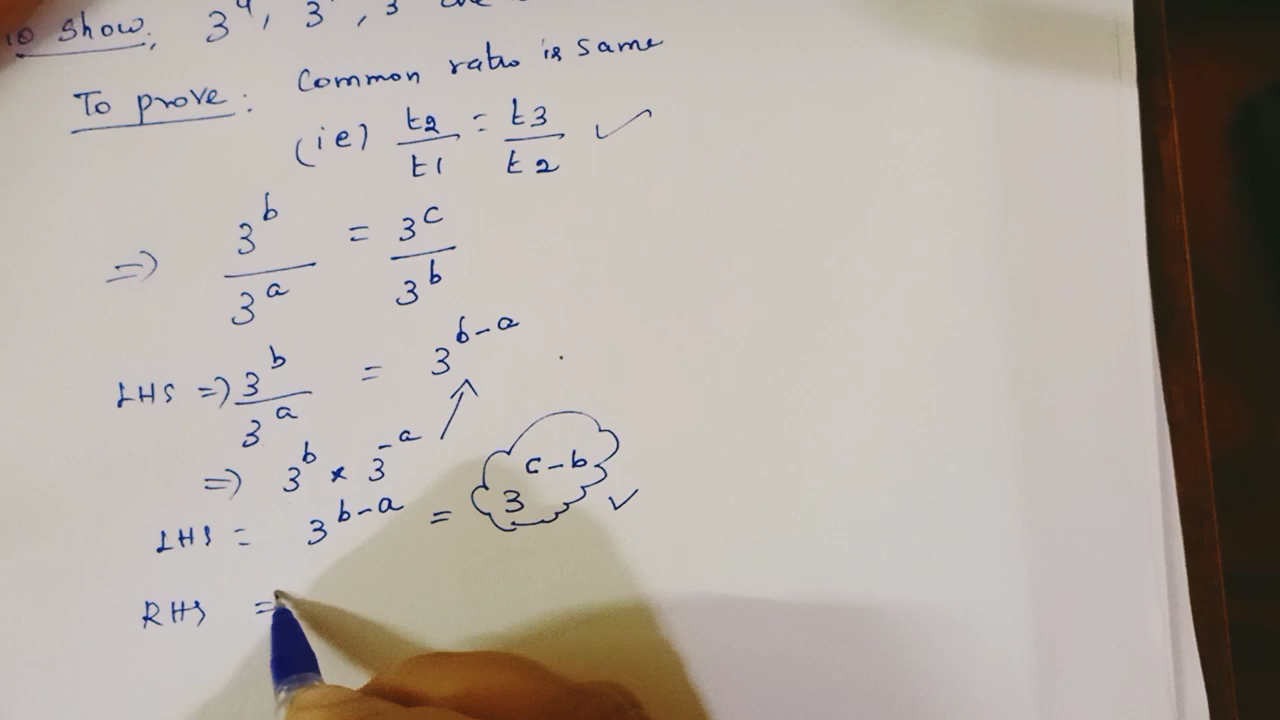 to show, 3^a, 3^b, 3
To prove: Common ratio is same
(ie) t2/t1 = t3/t2 ✓
=> 3^b/3^a = 3^c/3^b
LHS => 3^b/3^a = 3^(b-a)
=> 3^b × 3^-a
LHS = 3^(b-a) = 3^(c-b) ✓
RHS =